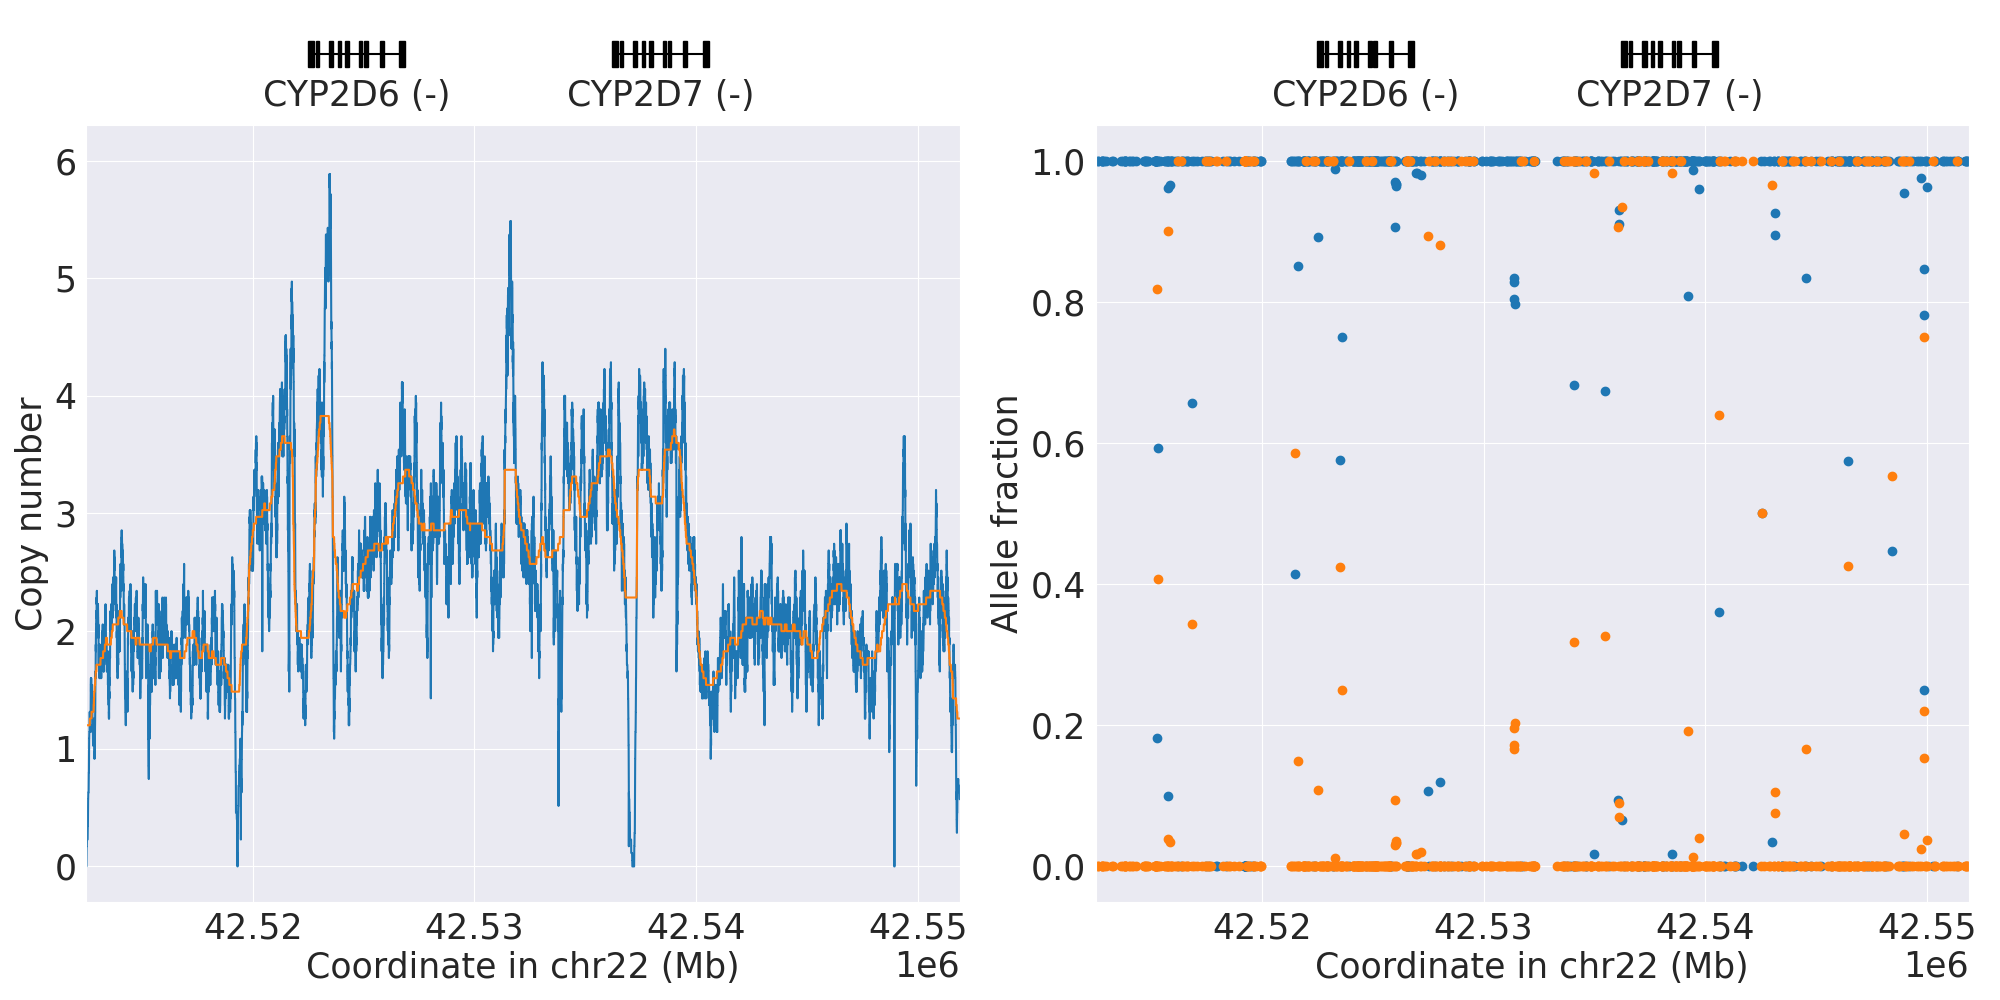 CYP2D6 (-) CYP2D7 (-)
6
5
4
3
2
1
0
Copy number
42.52 42.53 42.54 42.55
Coordinate in chr22 (Mb) 1e6
CYP2D6 (-) CYP2D7 (-)
1.0
0.8
0.6
0.4
0.2
0.0
Allele fraction
42.52 42.53 42.54 42.55
Coordinate in chr22 (Mb) 1e6